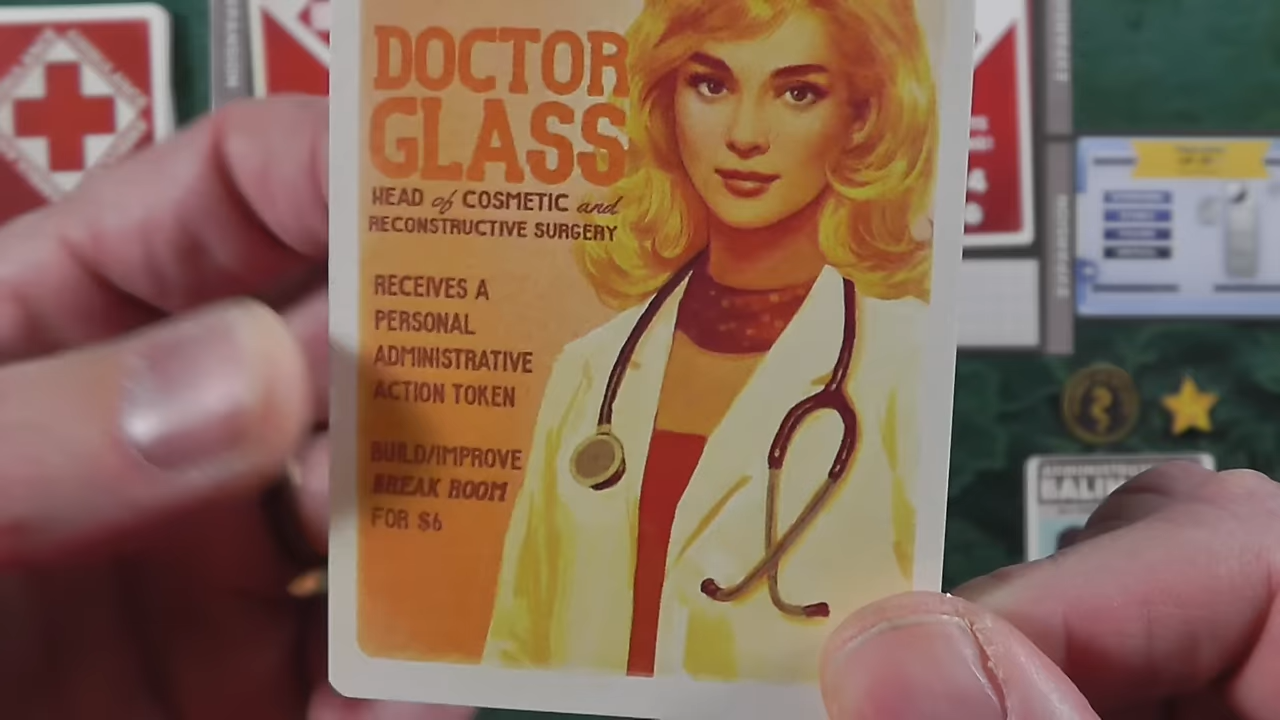 DOCTOR
GLASS
HEAD of COSMETIC and
RECONSTRUCTIVE SURGERY
RECEIVES A
PERSONAL
ADMINISTRATIVE
ACTION TOKEN
BUILD/IMPROVE
BREAK ROOM
FOR $6